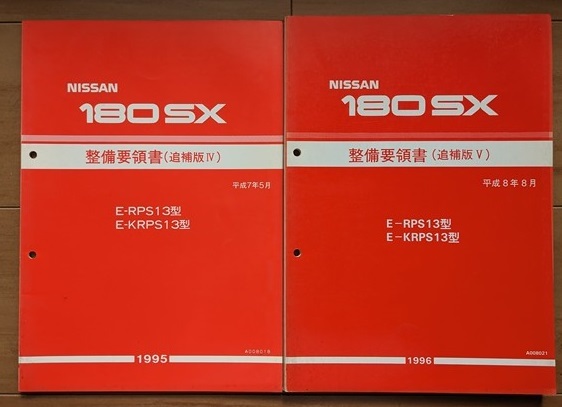 NISSAN
180SX
整備要領書(追補版Ⅳ)
平成7年5月
E-RPS13型
E-KRPS13型
A008018
1995
NISSAN
180SX
整備要領書(追補版Ⅴ)
平成8年8月
E-RPS13型
E-KRPS13型
A008021
1996